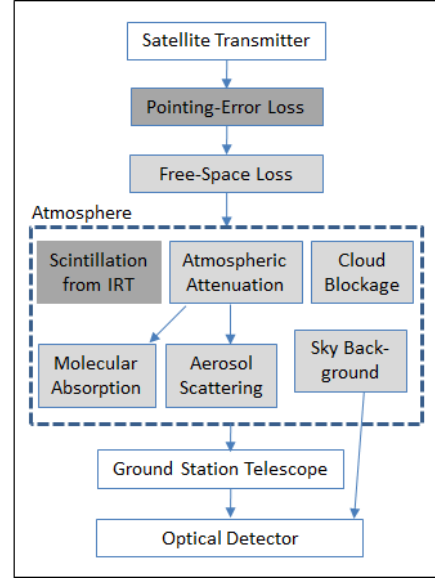 Satellite Transmitter
Pointing-Error Loss
Free-Space Loss
Atmosphere
Scintillation
from IRT
Atmospheric
Attenuation
Cloud
Blockage
Molecular
Absorption
Aerosol
Scattering
Sky Back-
ground
Ground Station Telescope
Optical Detector